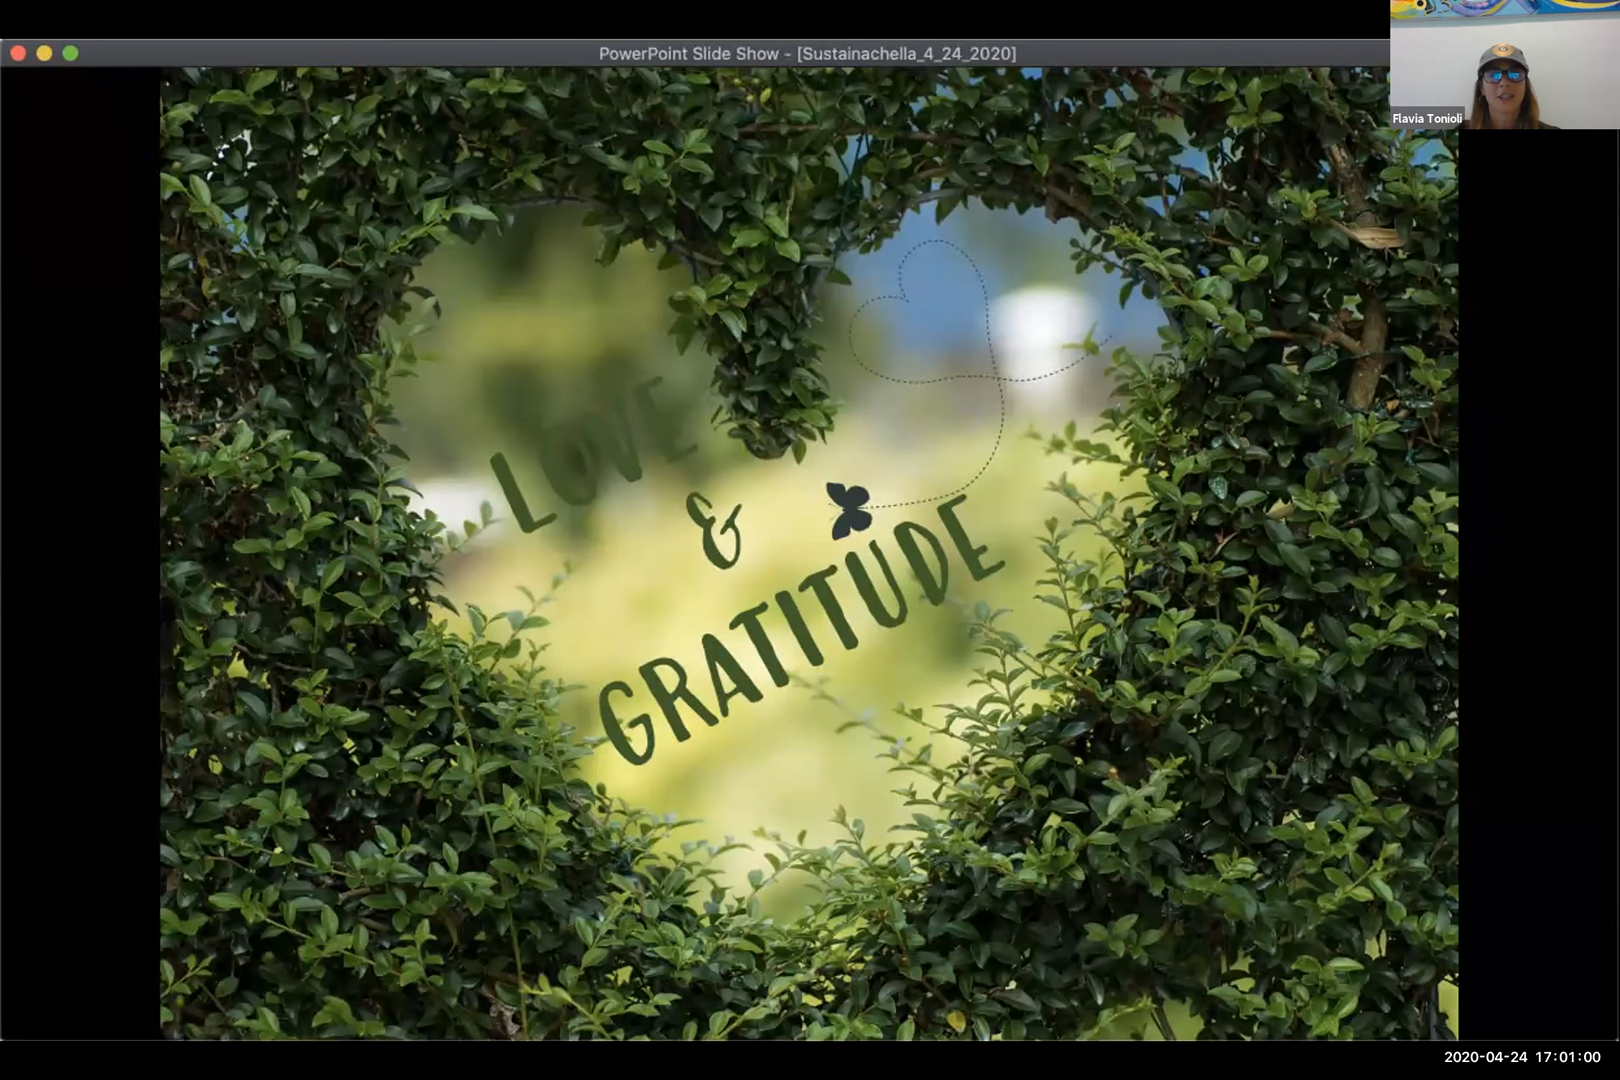 PowerPoint Slide Show - [Sustainachella_4_24_2020]
Flavia Tonioli
LOVE
&
GRATITUDE
2020-04-24 17:01:00